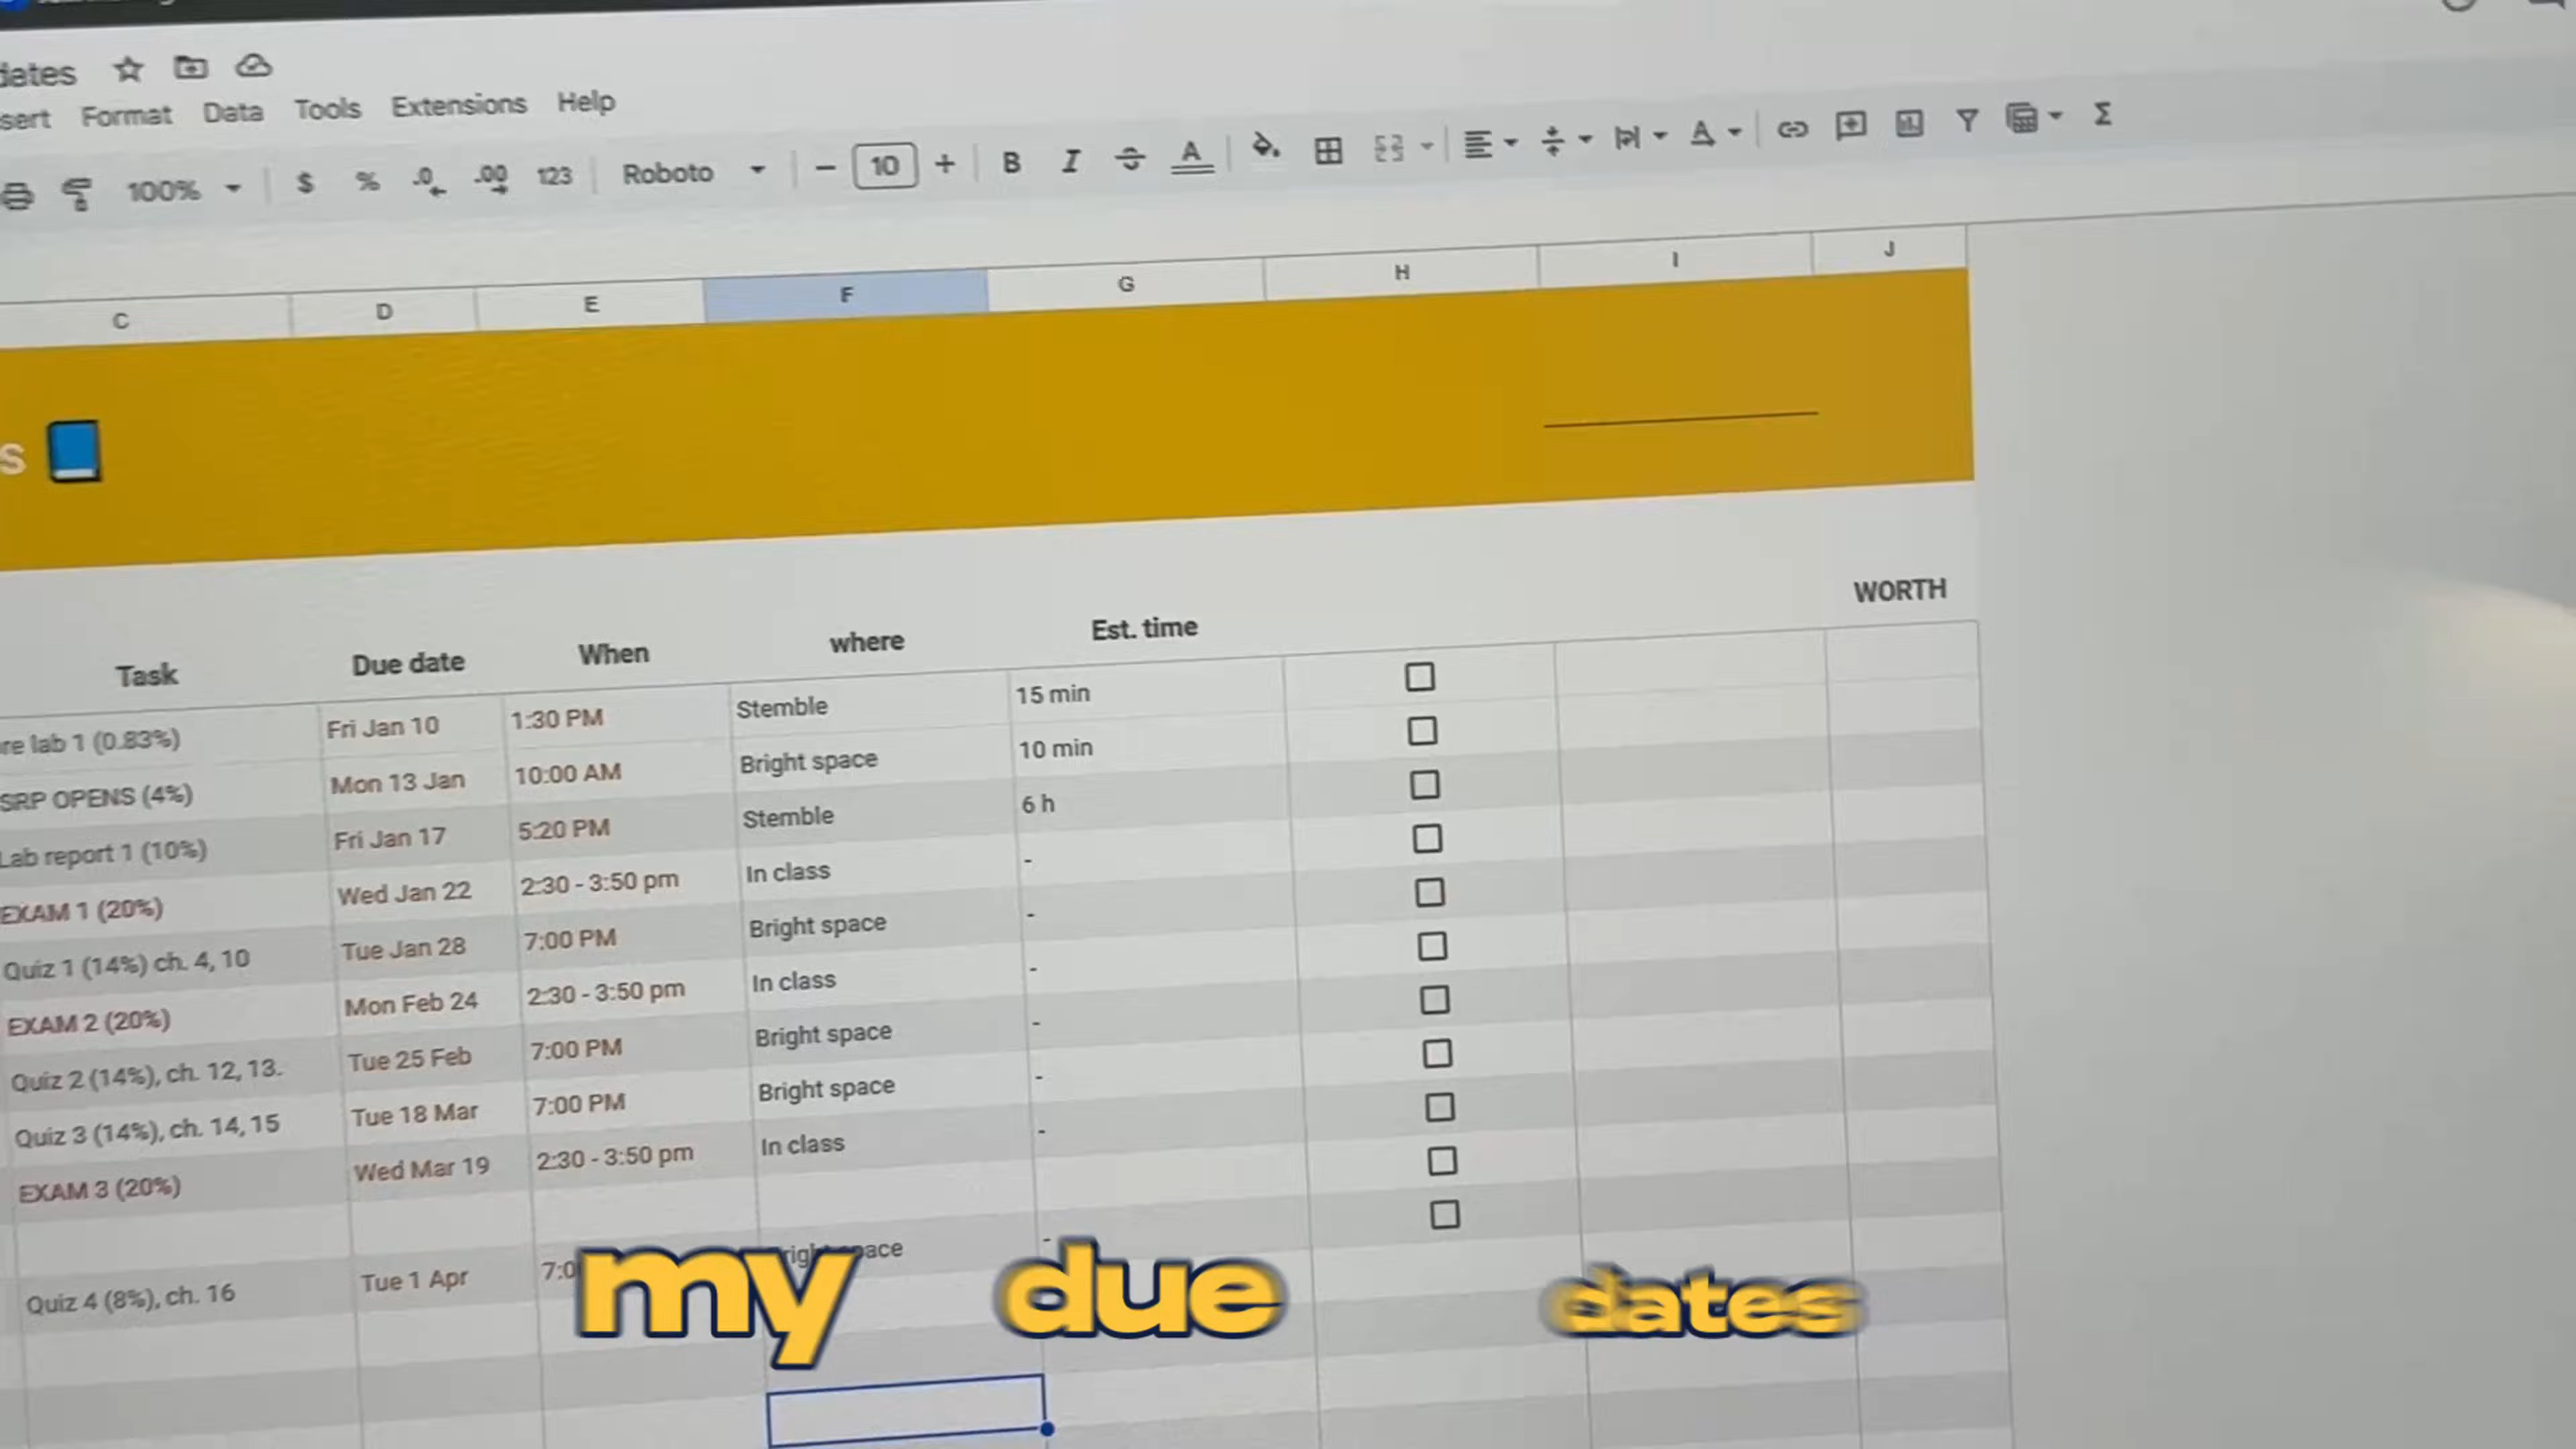 dates
sert Format Data Tools Extensions Help
100% $ % .0 .00 123 Roboto − 10 + B I S A A Σ
C D E F G H I J
s
Task Due date When where Est. time WORTH
re lab 1 (0.83%) Fri Jan 10 1:30 PM Stemble 15 min
SRP OPENS (4%) Mon 13 Jan 10:00 AM Bright space 10 min
Lab report 1 (10%) Fri Jan 17 5:20 PM Stemble 6 h
EXAM 1 (20%) Wed Jan 22 2:30 - 3:50 pm In class -
Quiz 1 (14%) ch. 4, 10 Tue Jan 28 7:00 PM Bright space -
EXAM 2 (20%) Mon Feb 24 2:30 - 3:50 pm In class -
Quiz 2 (14%), ch. 12, 13. Tue 25 Feb 7:00 PM Bright space -
Quiz 3 (14%), ch. 14, 15 Tue 18 Mar 7:00 PM Bright space -
EXAM 3 (20%) Wed Mar 19 2:30 - 3:50 pm In class -
Quiz 4 (8%), ch. 16 Tue 1 Apr 7:0 right space -
my due dates